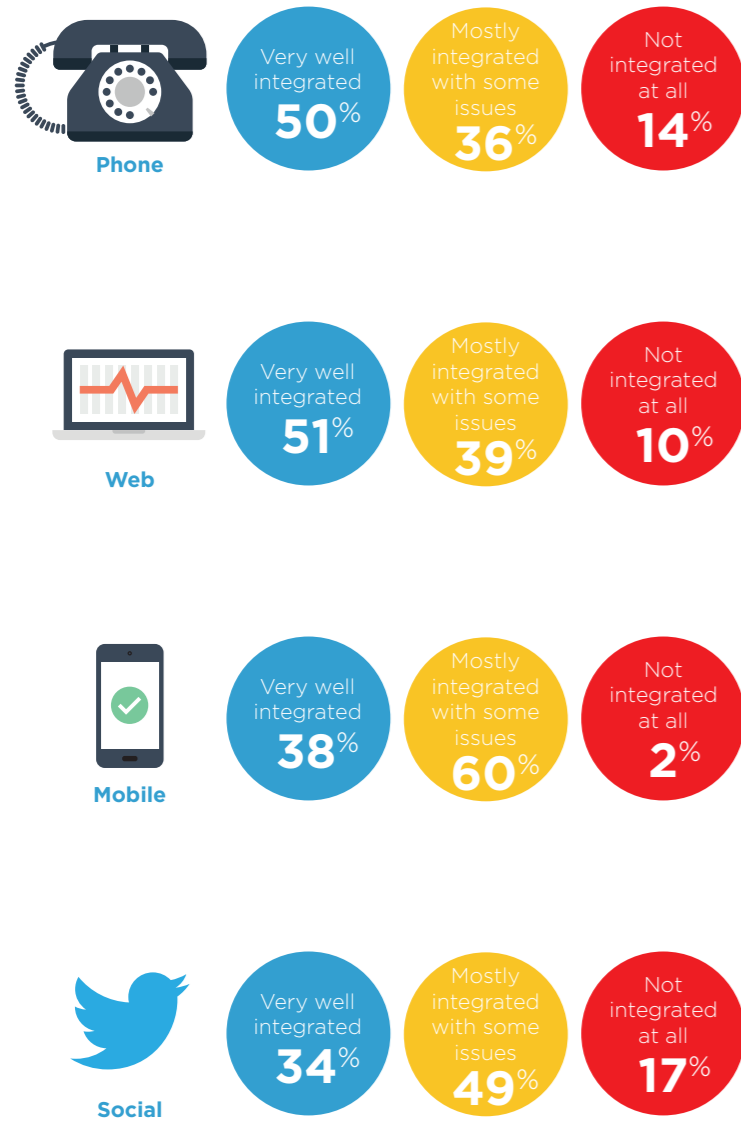 Phone
Very well
integrated
50%
Mostly
integrated
with some
issues
36%
Not
integrated
at all
14%
Web
Very well
integrated
51%
Mostly
integrated
with some
issues
39%
Not
integrated
at all
10%
Mobile
Very well
integrated
38%
Mostly
integrated
with some
issues
60%
Not
integrated
at all
2%
Social
Very well
integrated
34%
Mostly
integrated
with some
issues
49%
Not
integrated
at all
17%